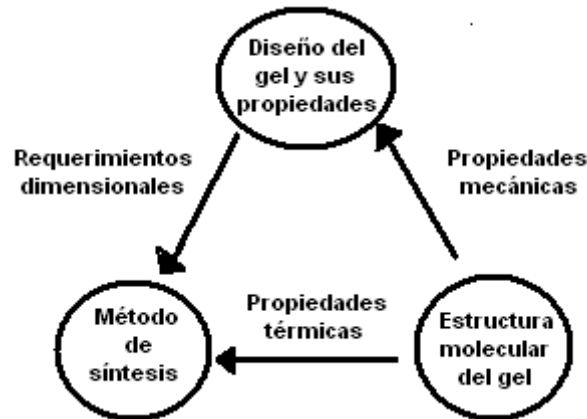 Diseño del
gel y sus
propiedades
Requerimientos
dimensionales
Propiedades
mecánicas
Método
de
síntesis
Propiedades
térmicas
Estructura
molecular
del gel